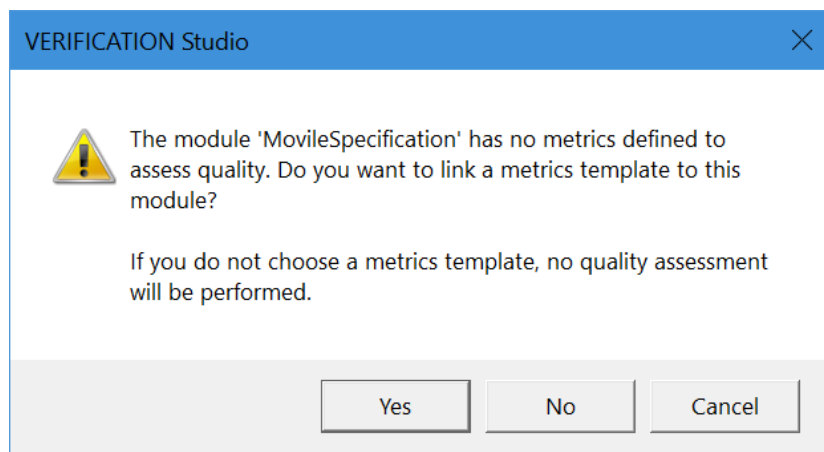 VERIFICATION Studio
The module 'MovileSpecification' has no metrics defined to
assess quality. Do you want to link a metrics template to this
module?
If you do not choose a metrics template, no quality assessment
will be performed.
Yes
No
Cancel